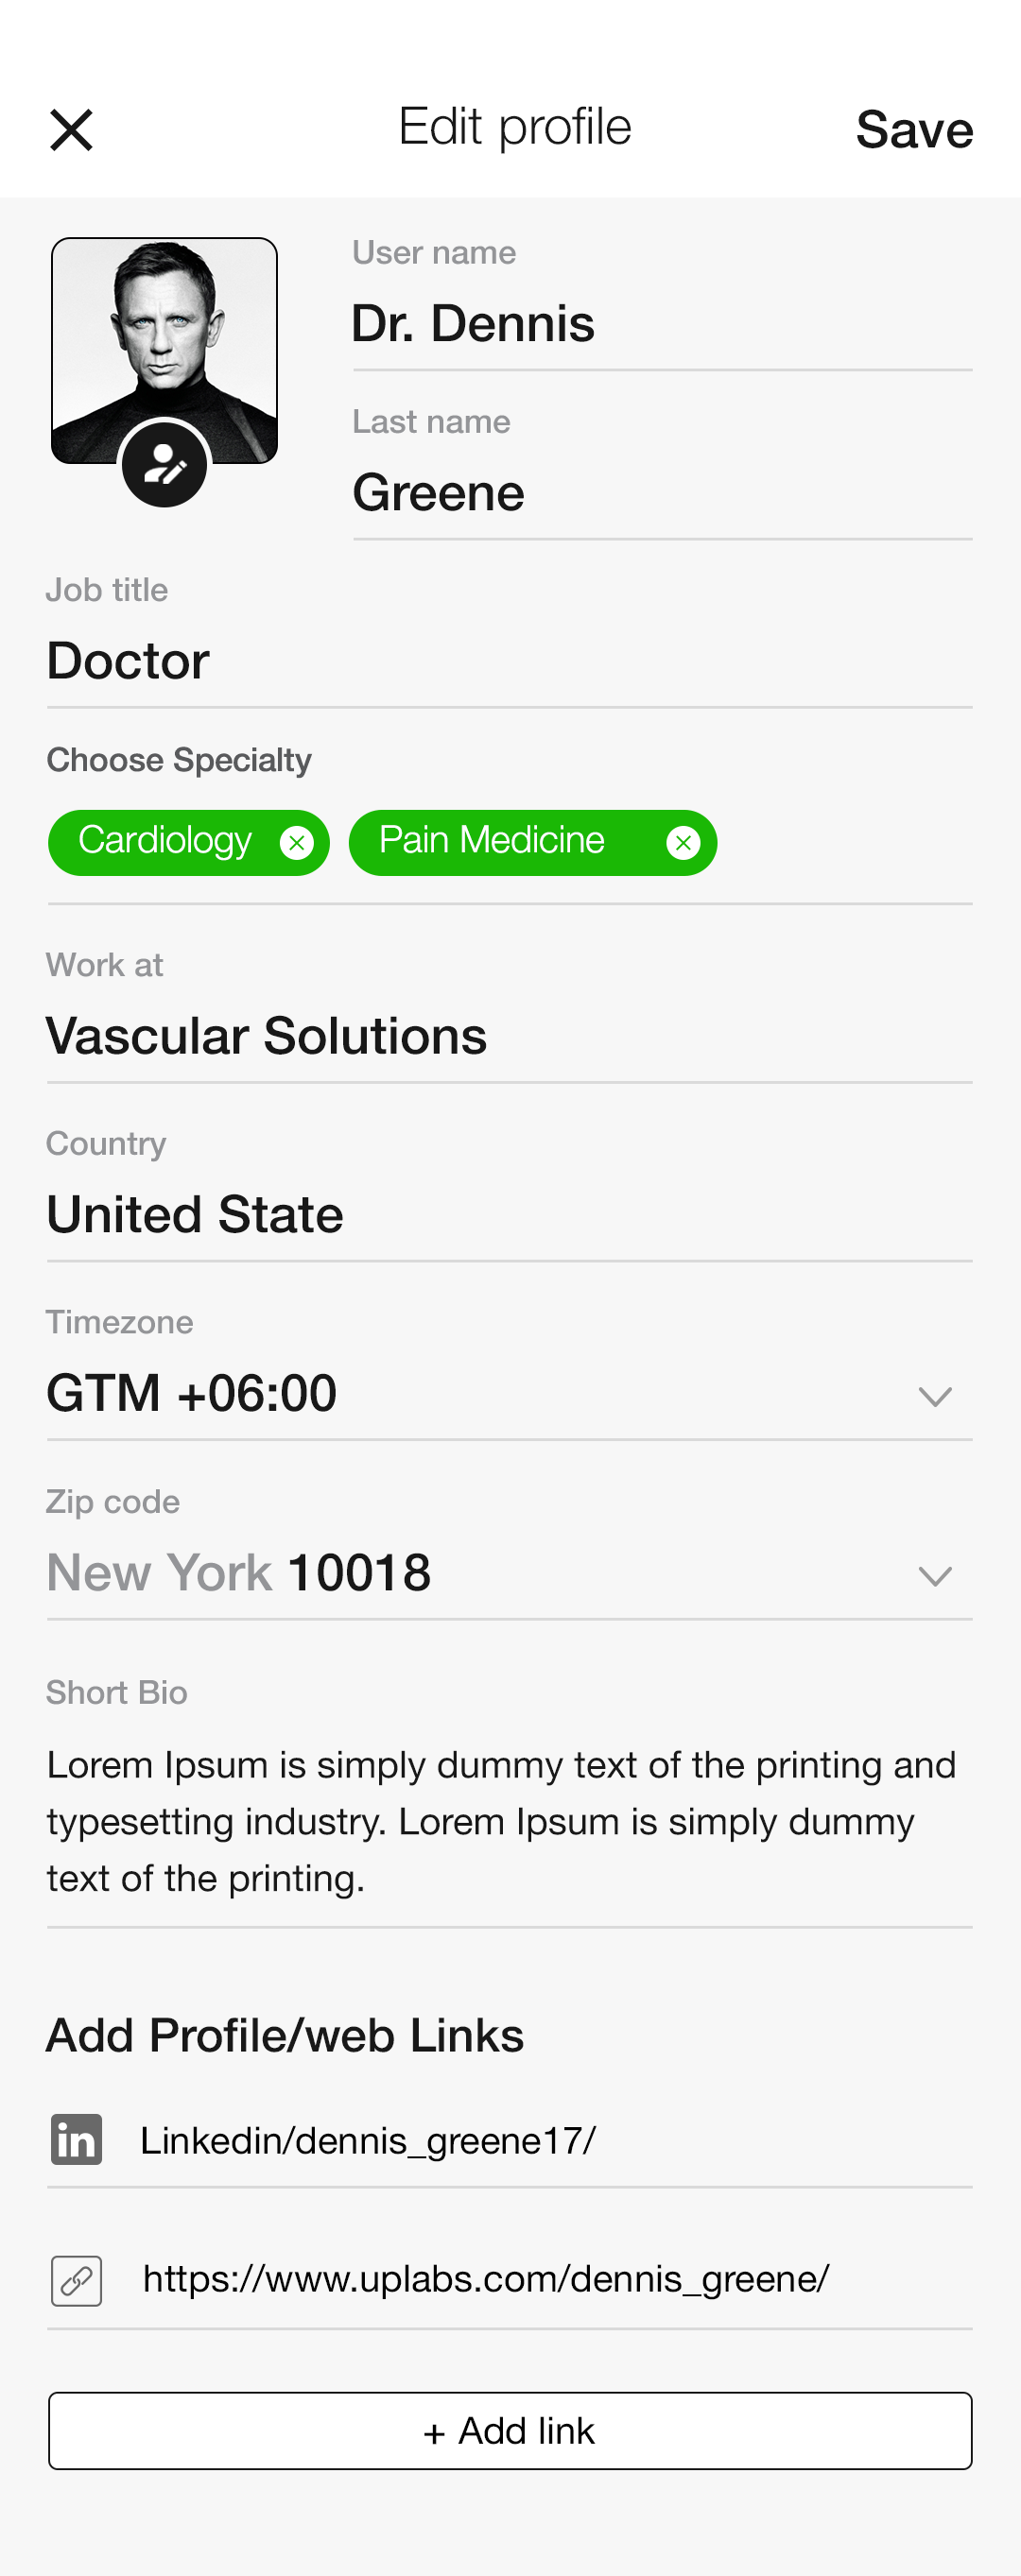 Edit profile
Save
User name
Dr. Dennis
Last name
Greene
Job title
Doctor
Choose Specialty
Cardiology
Pain Medicine
Work at
Vascular Solutions
Country
United State
Timezone
GTM +06:00
Zip code
New York 10018
Short Bio
Lorem Ipsum is simply dummy text of the printing and
typesetting industry. Lorem Ipsum is simply dummy
text of the printing.
Add Profile/web Links
in
Linkedin/dennis_greene17/
https://www.uplabs.com/dennis_greene/
+ Add link